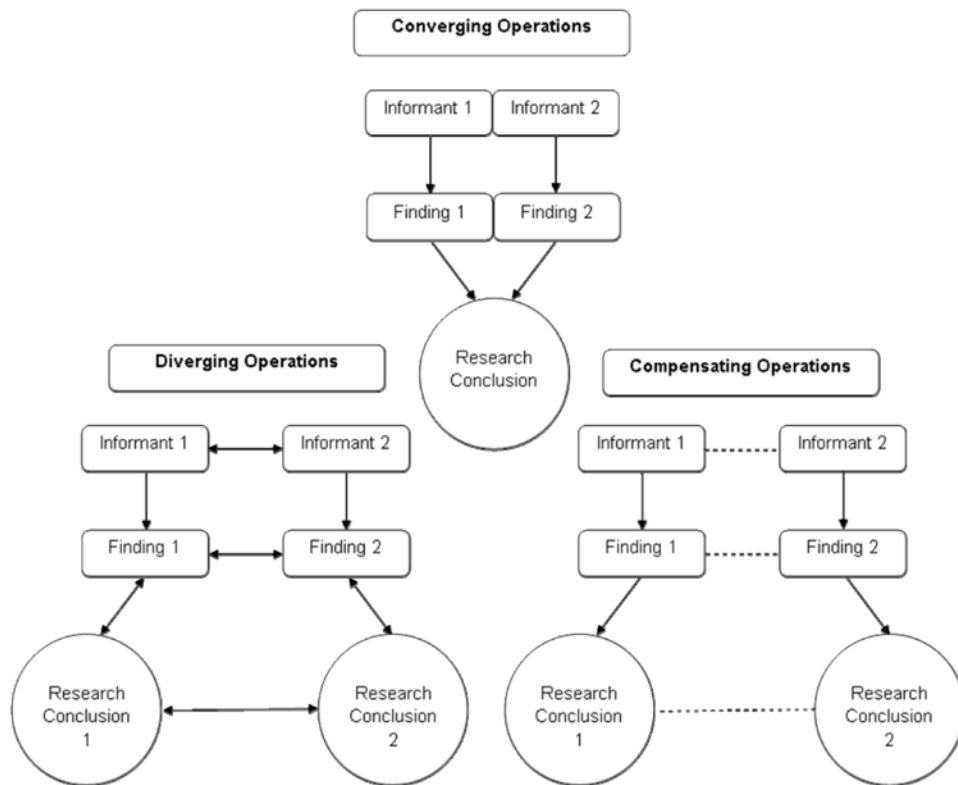 Converging Operations
Informant 1
Informant 2
Finding 1
Finding 2
Research
Conclusion
Diverging Operations
Informant 1
Informant 2
Finding 1
Finding 2
Research
Conclusion
1
Research
Conclusion
2
Compensating Operations
Informant 1
Informant 2
Finding 1
Finding 2
Research
Conclusion
1
Research
Conclusion
2